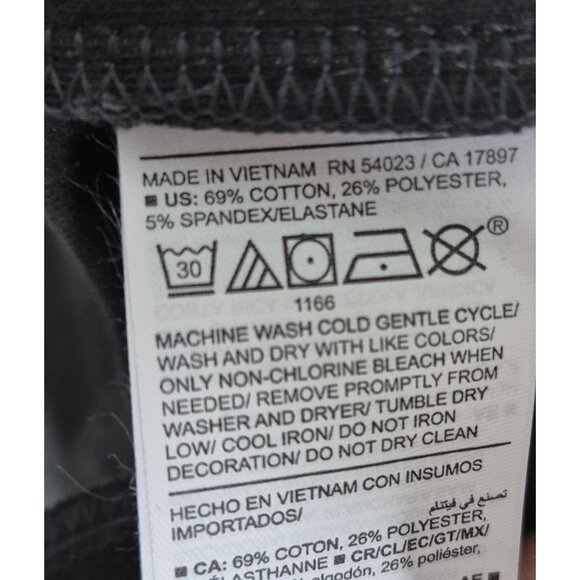 MADE IN VIETNAM RN 54023 / CA 17897
■ US: 69% COTTON, 26% POLYESTER,
5% SPANDEX/ELASTANE
30
®
1166
MACHINE WASH COLD GENTLE CYCLE/
WASH AND DRY WITH LIKE COLORS/
ONLY NON-CHLORINE BLEACH WHEN
NEEDED/ REMOVE PROMPTLY FROM
WASHER AND DRYER/ TUMBLE DRY
LOW/ COOL IRON/ DO NOT IRON
DECORATION/ DO NOT DRY CLEAN
HECHO EN VIETNAM CON INSUMOS
IMPORTADOS/ تصنع في فيتنام
■ CA: 69% COTON, 26% POLYESTER,
ÉLASTHANNE ■ CR/CL/EC/GT/MX/
algodón, 26% poliéster,
AE ■